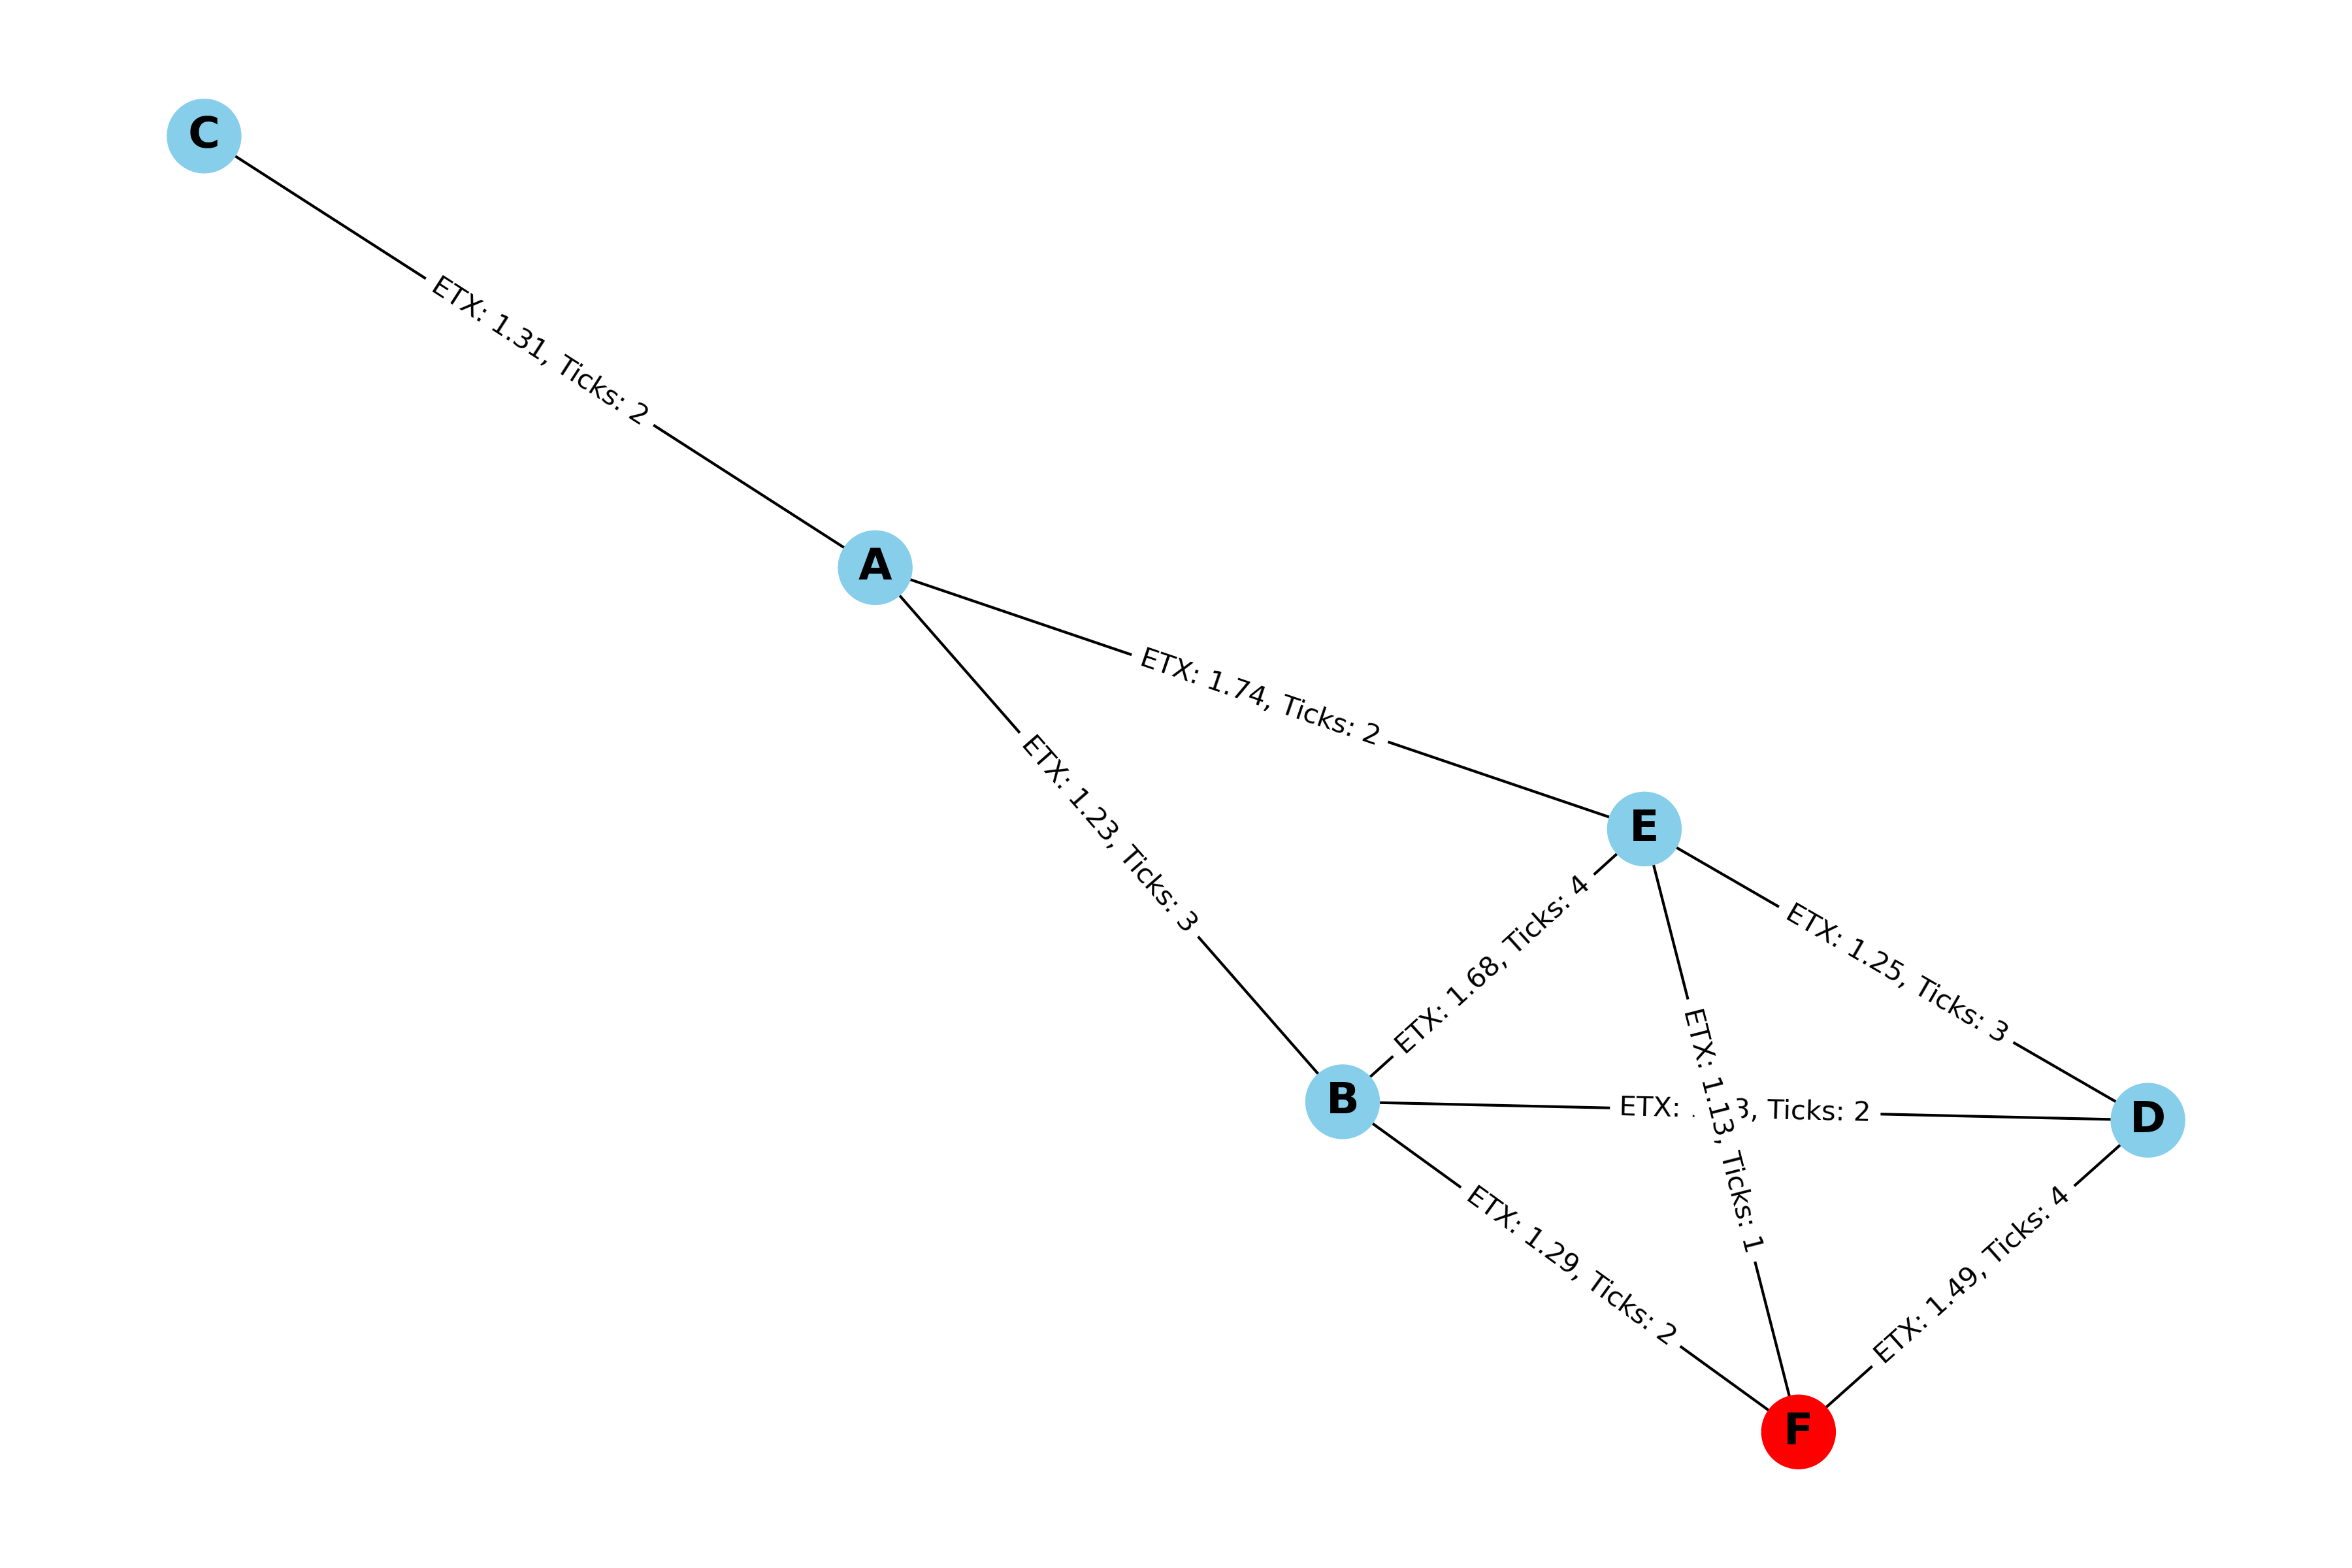 C
ETX: 1.31, Ticks: 2
A
ETX: 1.74, Ticks: 2
ETX: 1.23, Ticks: 3
E
ETX: 1.68, Ticks: 4
ETX: 1.25, Ticks: 3
B
ETX: Ticks: 2
ETX: 1.13, Ticks: 1
D
ETX: 1.29, Ticks: 2
ETX: 1.49, Ticks: 4
F